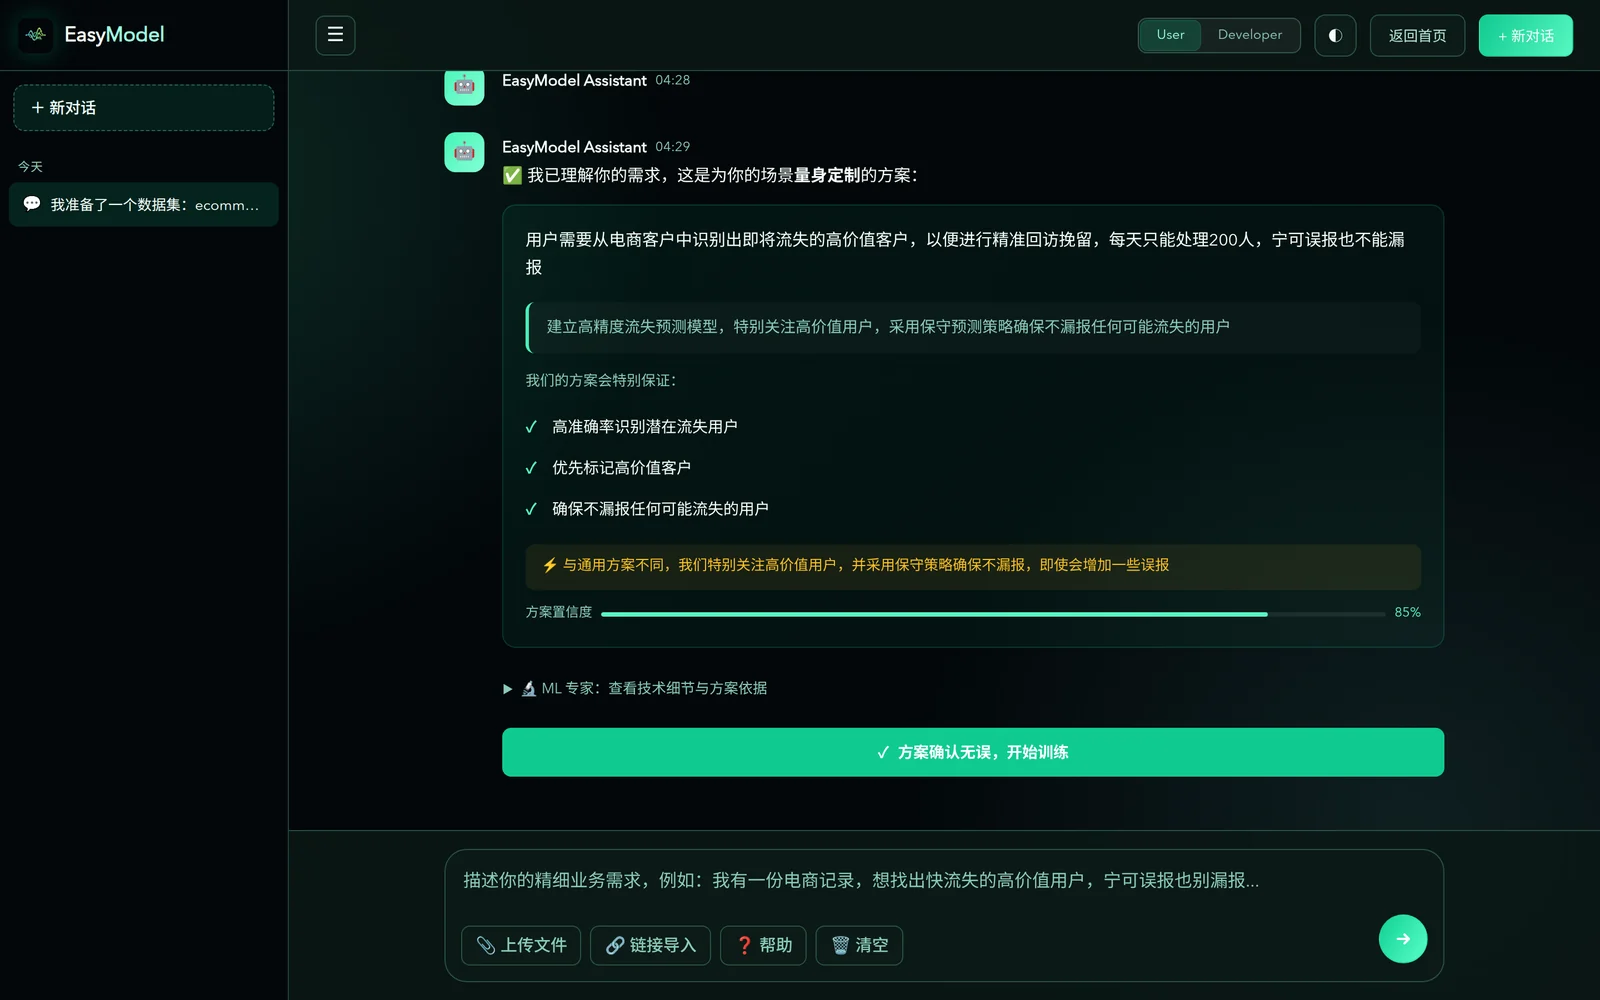 EasyModel
User
Developer
返回首页
+ 新对话
+ 新对话
今天
我准备了一个数据集：ecomm...
EasyModel Assistant 04:28
EasyModel Assistant 04:29
✅ 我已理解你的需求，这是为你的场景量身定制的方案：
用户需要从电商客户中识别出即将流失的高价值客户，以便进行精准回访挽留，每天只能处理200人，宁可误报也不能漏
报
建立高精度流失预测模型，特别关注高价值用户，采用保守预测策略确保不漏报任何可能流失的用户
我们的方案会特别保证：
✓ 高准确率识别潜在流失用户
✓ 优先标记高价值客户
✓ 确保不漏报任何可能流失的用户
⚡ 与通用方案不同，我们特别关注高价值用户，并采用保守策略确保不漏报，即使会增加一些误报
方案置信度 85%
▶ 🔬 ML 专家：查看技术细节与方案依据
✓ 方案确认无误，开始训练
描述你的精细业务需求，例如：我有一份电商记录，想找出快流失的高价值用户，宁可误报也别漏报...
📎 上传文件
🔗 链接导入
❓ 帮助
🗑️ 清空